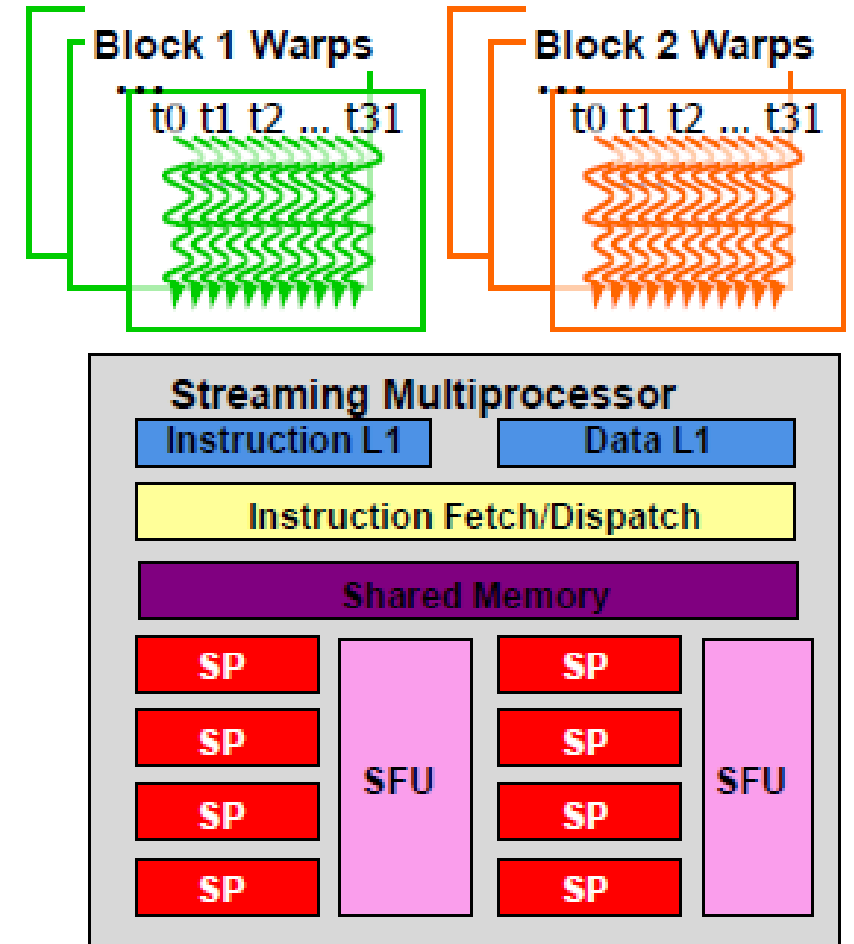 Block 1 Warps
Block 2 Warps
...
...
t0 t1 t2 ... t31
t0 t1 t2 ... t31
Streaming Multiprocessor
Instruction L1
Data L1
Instruction Fetch/Dispatch
Shared Memory
SP
SP
SP
SP
SFU
SFU
SP
SP
SP
SP